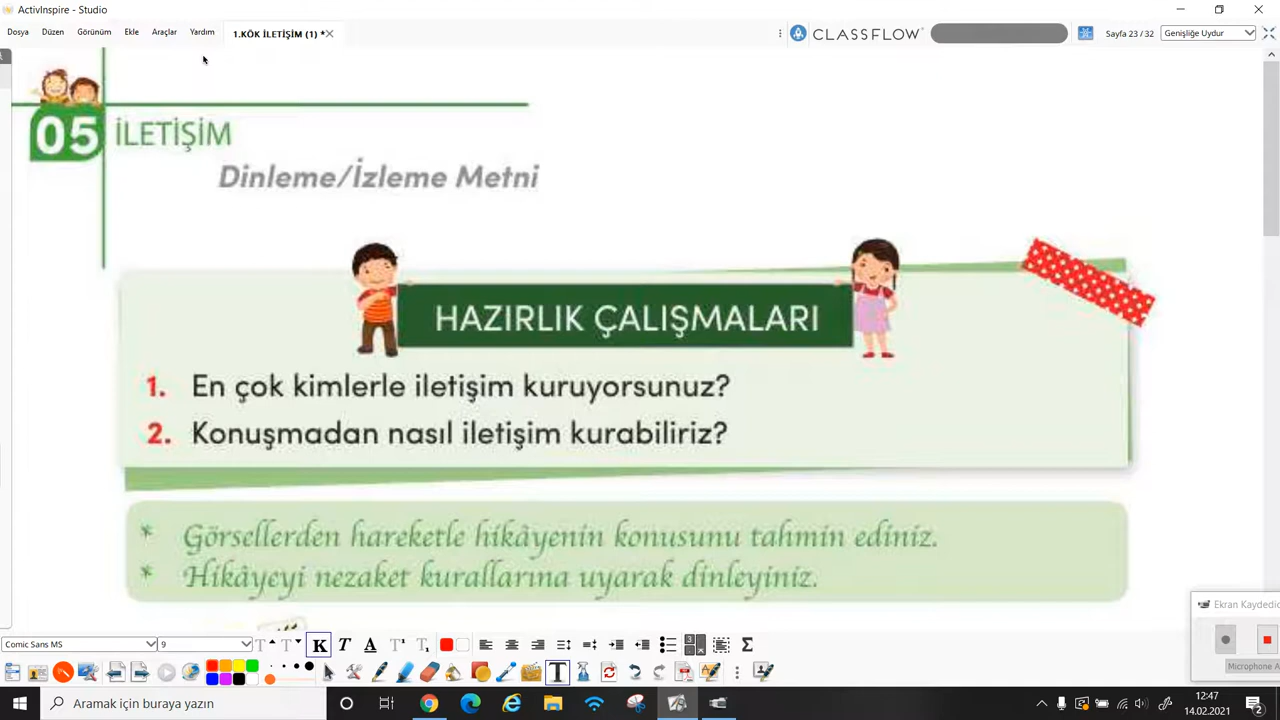 ActivInspire - Studio
Dosya Düzen Görünüm Ekle Araçlar Yardım 1.KÖK İLETİŞİM (1) * CLASSFLOW Sayfa 23 / 32 Genişliğe Uydur
05 İLETİŞİM
Dinleme/İzleme Metni
HAZIRLIK ÇALIŞMALARI
1. En çok kimlerle iletişim kuruyorsunuz?
2. Konuşmadan nasıl iletişim kurabiliriz?
* Görsellerden hareketle hikâyenin konusunu tahmin ediniz.
* Hikâyeyi nezaket kurallarına uyarak dinleyiniz.
Ekran Kaydedic
Comic Sans MS 9
Microphone A
Aramak için buraya yazın
12:47
14.02.2021